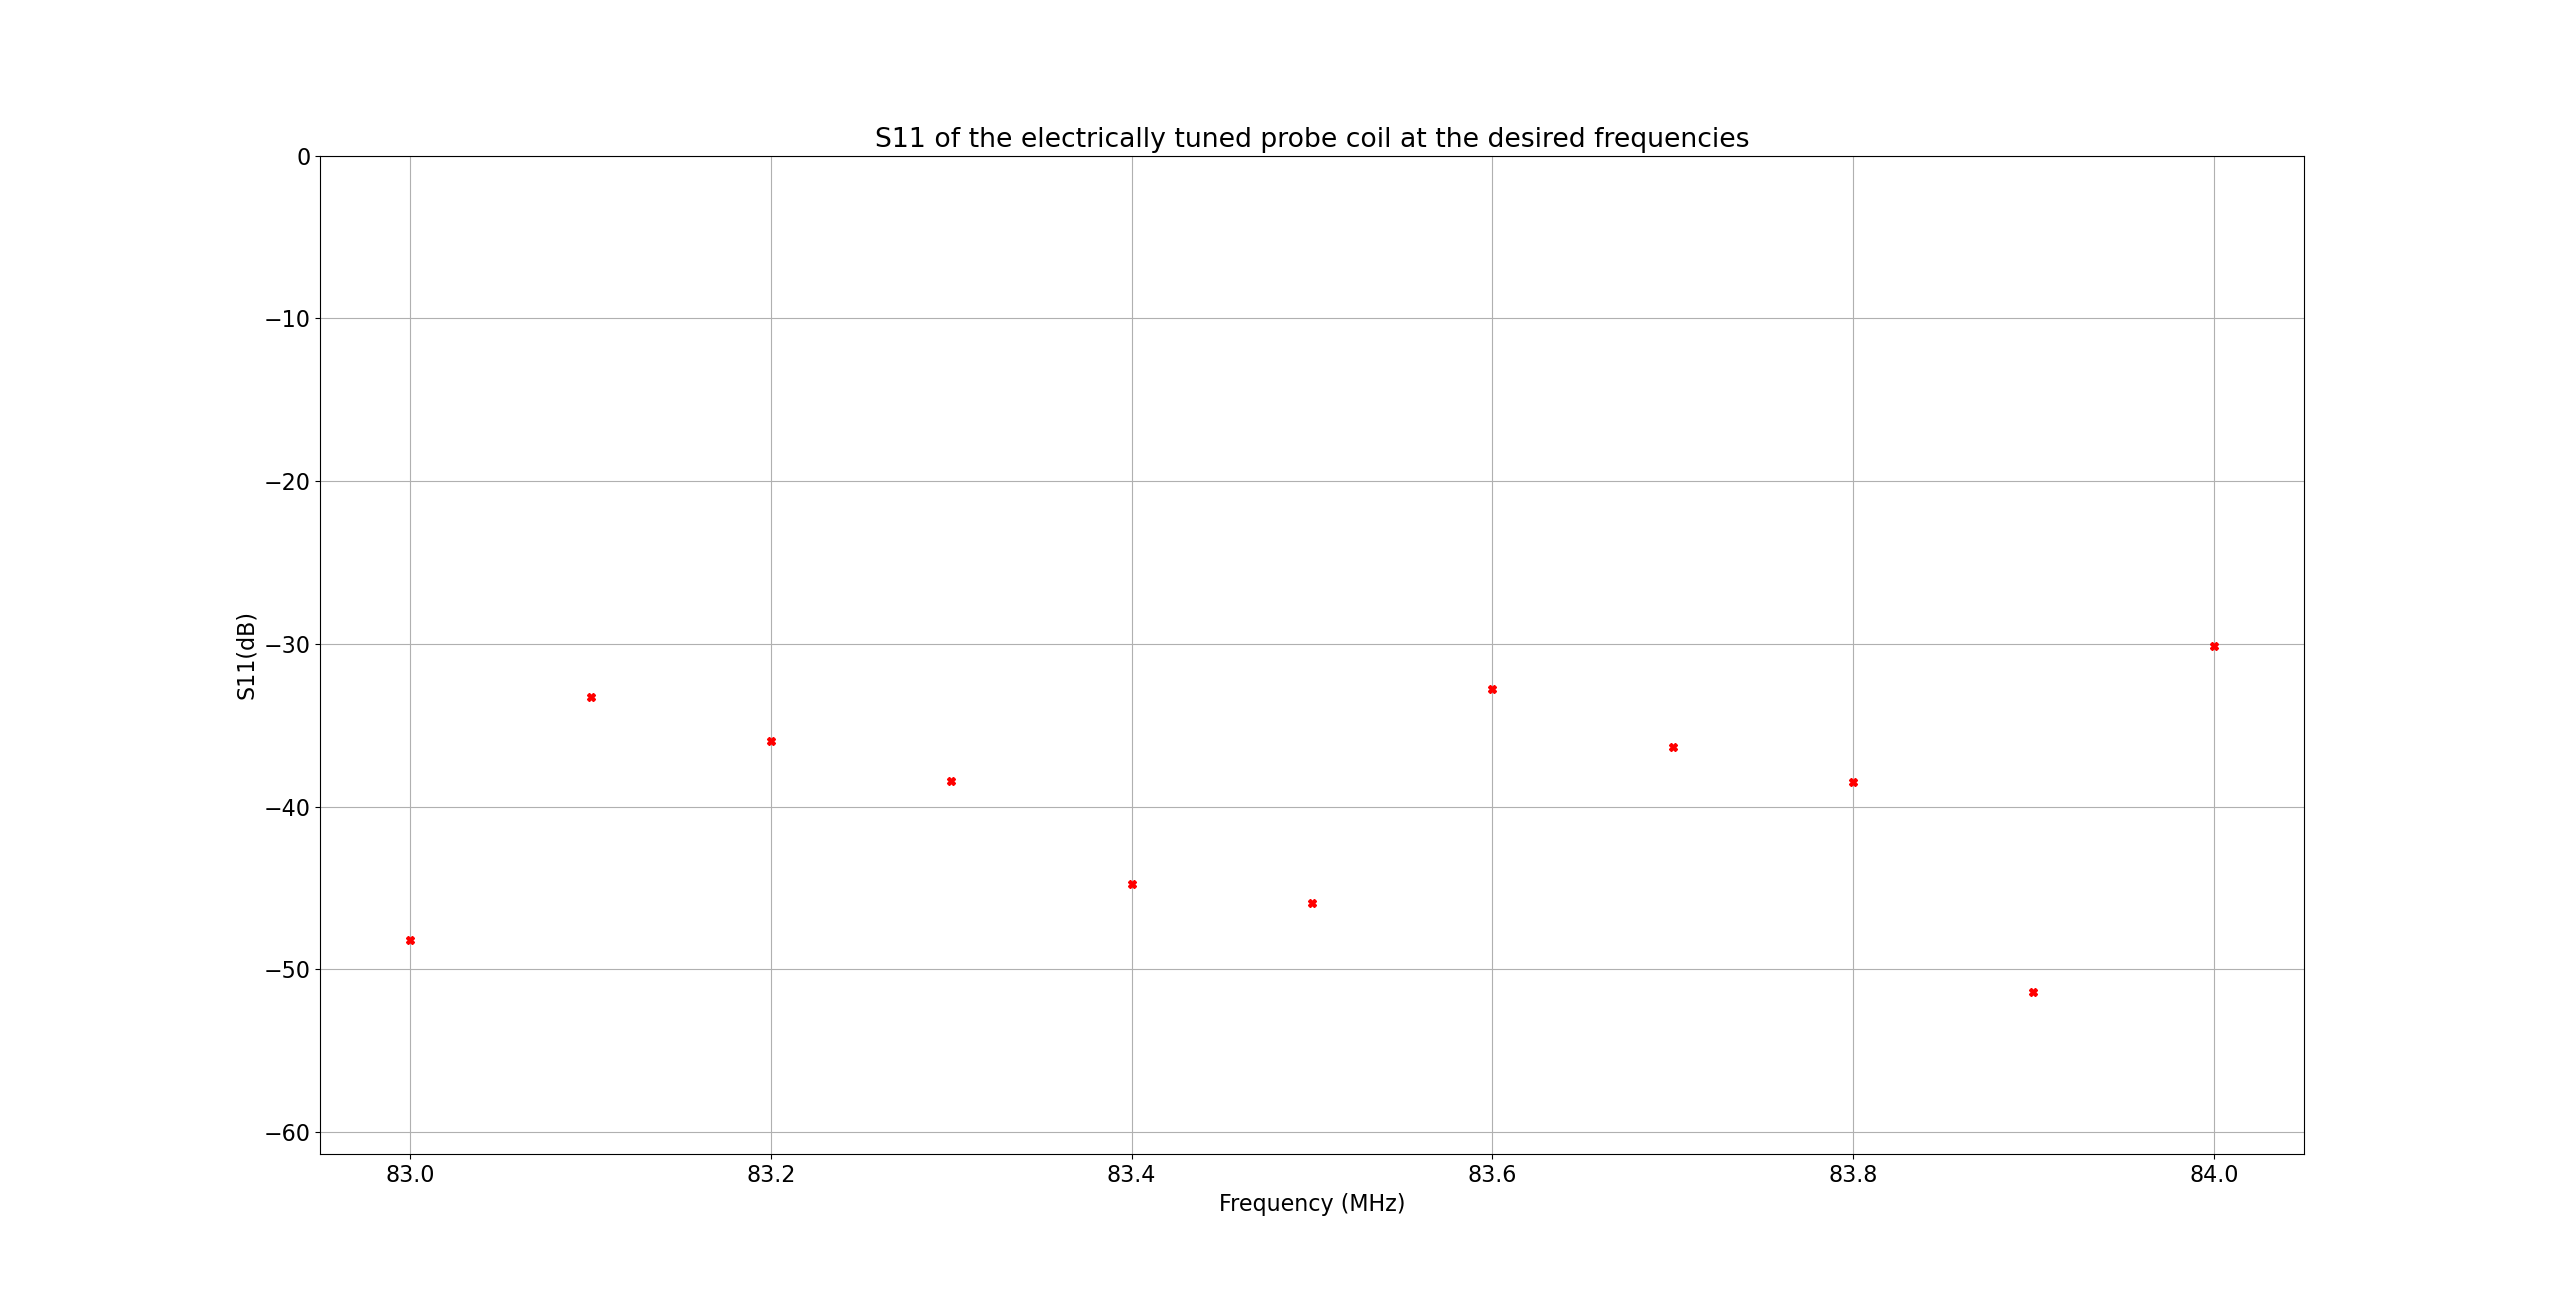 S11 of the electrically tuned probe coil at the desired frequencies
0
−10
−20
−30
−40
−50
−60
S11(dB)
83.0 83.2 83.4 83.6 83.8 84.0
Frequency (MHz)